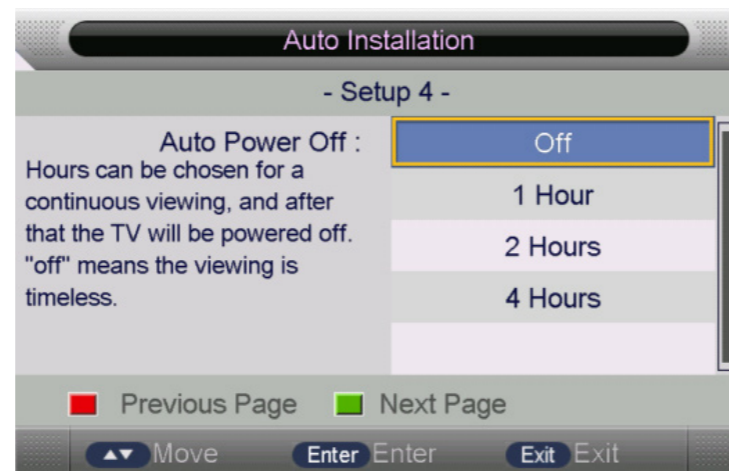 Auto Installation
- Setup 4 -
Auto Power Off :
Hours can be chosen for a
continuous viewing, and after
that the TV will be powered off.
"off" means the viewing is
timeless.
Off
1 Hour
2 Hours
4 Hours
Previous Page Next Page
Move Enter Enter Exit Exit